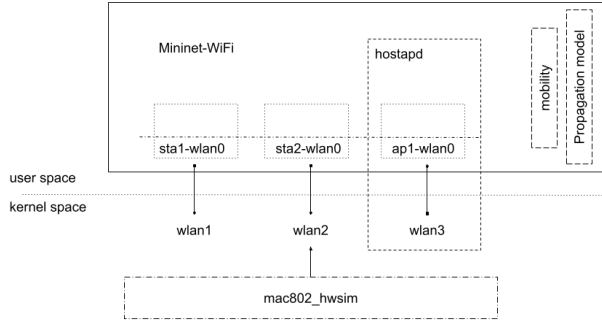 Mininet-WiFi
hostapd
mobility
Propagation model
sta1-wlan0
sta2-wlan0
ap1-wlan0
user space
kernel space
wlan1
wlan2
wlan3
mac802_hwsim